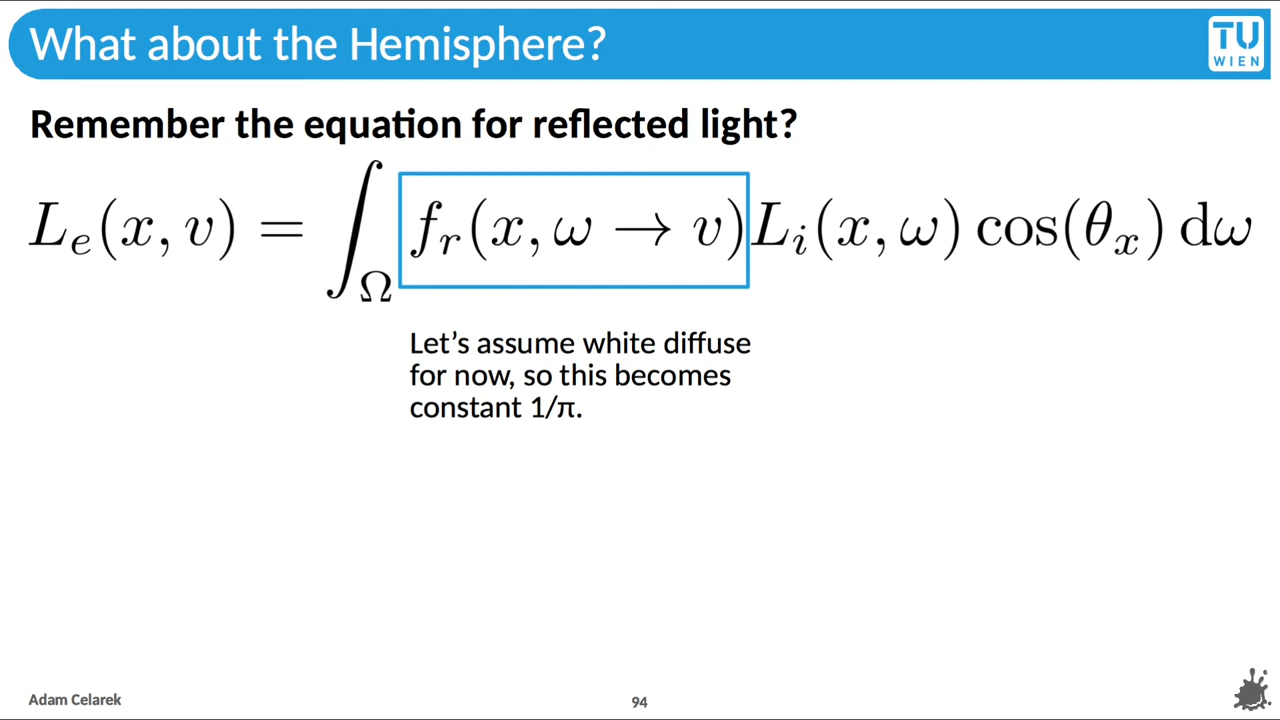 What about the Hemisphere?
TU
WIEN
Remember the equation for reflected light?
L_e(x, v) = ∫_Ω f_r(x, ω → v) L_i(x, ω) cos(θ_x) dω
Let’s assume white diffuse
for now, so this becomes
constant 1/π.
Adam Celarek
94